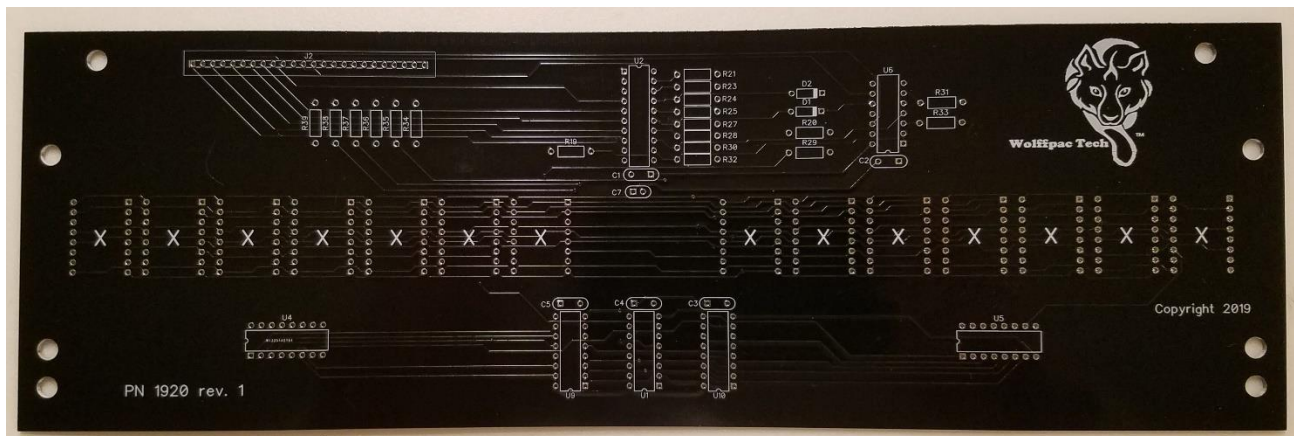 J2
U2
R21
R23
R24
R25
R27
R28
R30
R32
D2
D1
R20
R29
U6
R31
R33
R39
R38
R37
R36
R35
R34
R19
C1
C2
C7
Wolffpac Tech
TM
X X X X X X X X X X X X X X
C5
C4
C3
U4
U5
Copyright 2019
PN 1920 rev. 1
U9
U1
U10